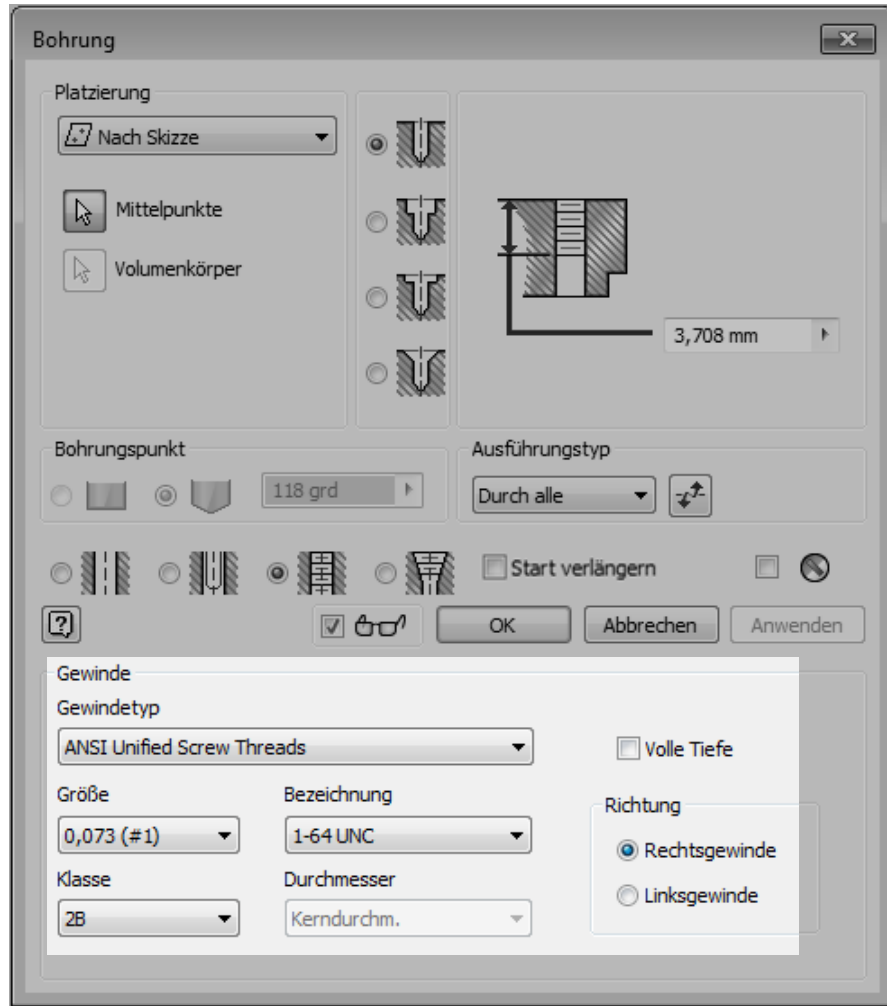 Bohrung
Platzierung
Nach Skizze
Mittelpunkte
Volumenkörper
3,708 mm
Bohrungspunkt
118 grd
Ausführungstyp
Durch alle
Start verlängern
OK
Abbrechen
Anwenden
Gewinde
Gewindetyp
ANSI Unified Screw Threads
Volle Tiefe
Größe
Bezeichnung
0,073 (#1)
1-64 UNC
Klasse
Durchmesser
2B
Kerndurchm.
Richtung
Rechtsgewinde
Linksgewinde